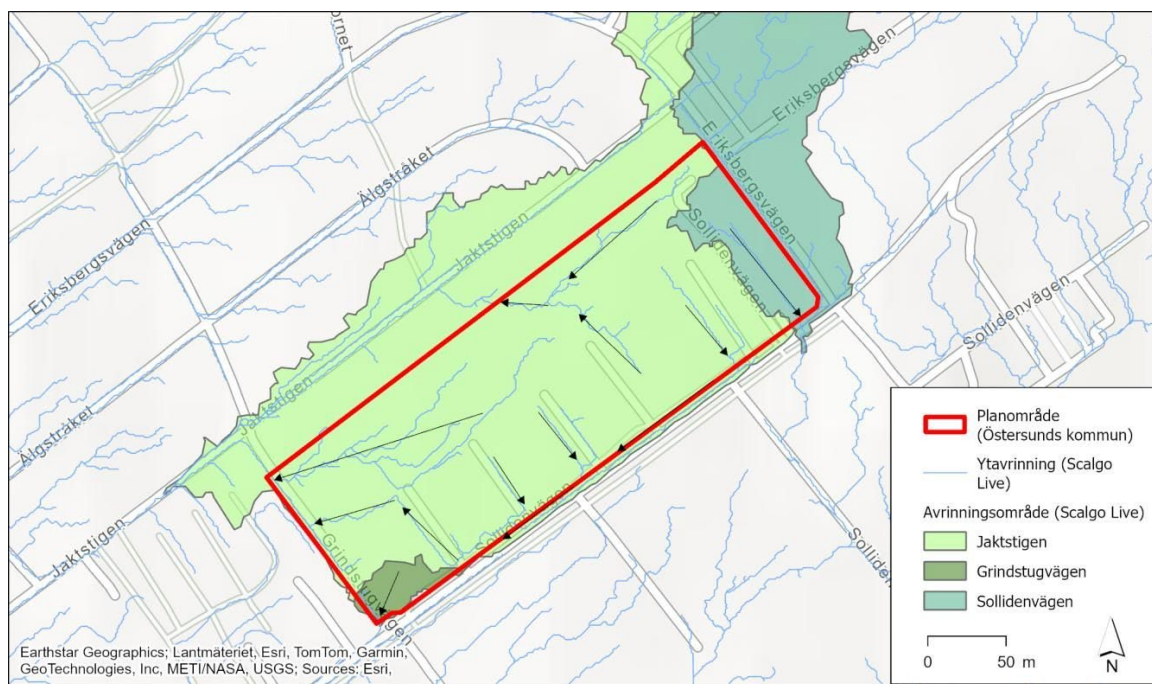 ornet
Eriksbergsvägen
Älgstråket
Eriksbergsvägen
Eriksbergsvägen
Jaktstigen
Sollidenvägen
Sollidenvägen
Jaktstigen
Älgstråket
Jaktstigen
Grindstugvägen
Sollidenvägen
Solliden
Planområde
(Östersunds kommun)
Ytavrinning (Scalgo
Live)
Avrinningsområde (Scalgo Live)
Jaktstigen
Grindstugvägen
Sollidenvägen
0 50 m
N
Earthstar Geographics; Lantmäteriet, Esri, TomTom, Garmin,
GeoTechnologies, Inc, METI/NASA, USGS; Sources: Esri,